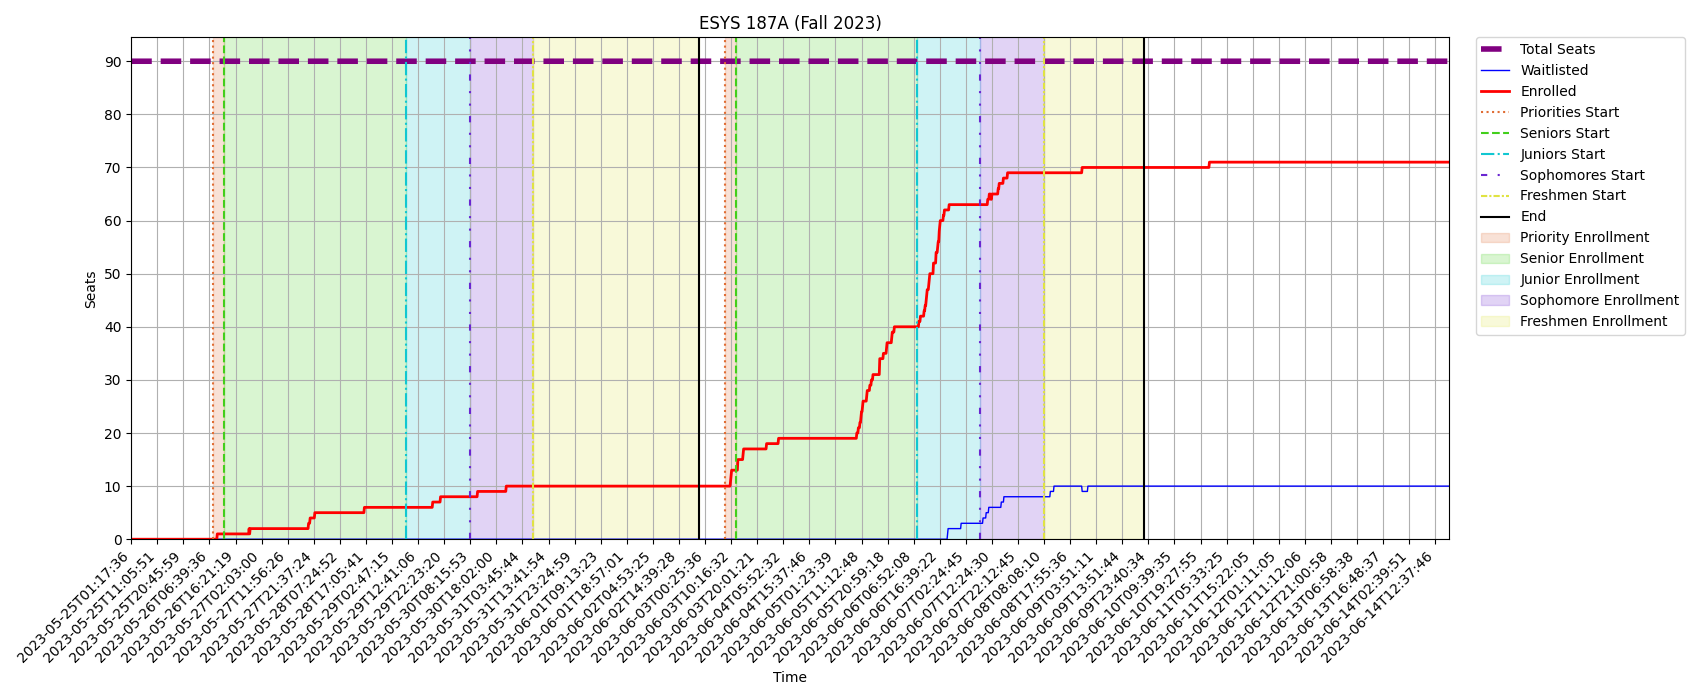 ESYS 187A (Fall 2023)
Total Seats
Waitlisted
Enrolled
Priorities Start
Seniors Start
Juniors Start
Sophomores Start
Freshmen Start
End
Priority Enrollment
Senior Enrollment
Junior Enrollment
Sophomore Enrollment
Freshmen Enrollment
Seats
90
80
70
60
50
40
30
20
10
0
2023-05-25T01:17:36
2023-05-25T11:05:51
2023-05-25T20:45:59
2023-05-26T06:39:36
2023-05-26T16:21:19
2023-05-27T02:03:00
2023-05-27T11:56:26
2023-05-27T21:37:24
2023-05-28T07:24:52
2023-05-28T17:05:41
2023-05-29T02:47:15
2023-05-29T12:41:06
2023-05-29T22:23:20
2023-05-30T08:15:53
2023-05-30T18:02:00
2023-05-31T03:45:44
2023-05-31T13:41:54
2023-05-31T23:24:59
2023-06-01T09:13:23
2023-06-01T18:57:01
2023-06-02T04:53:25
2023-06-02T14:39:28
2023-06-03T00:25:36
2023-06-03T10:16:32
2023-06-03T20:01:21
2023-06-04T05:52:32
2023-06-04T15:37:46
2023-06-05T01:23:39
2023-06-05T11:12:48
2023-06-05T20:59:18
2023-06-06T06:52:08
2023-06-06T16:39:22
2023-06-07T02:24:45
2023-06-07T12:24:30
2023-06-07T22:12:45
2023-06-08T08:08:10
2023-06-08T17:55:36
2023-06-09T03:51:11
2023-06-09T13:51:44
2023-06-09T23:40:34
2023-06-10T09:39:35
2023-06-10T19:27:55
2023-06-11T05:33:25
2023-06-11T15:22:05
2023-06-12T01:11:05
2023-06-12T11:12:06
2023-06-12T21:00:58
2023-06-13T06:58:38
2023-06-13T16:48:37
2023-06-14T02:39:51
2023-06-14T12:37:46
Time